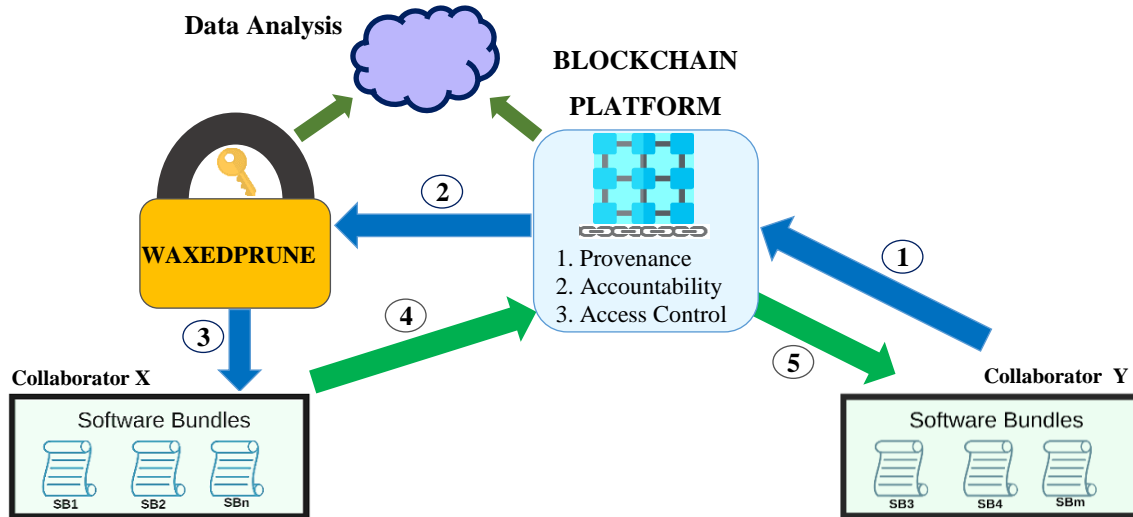 Data Analysis
BLOCKCHAIN
PLATFORM
2
1
WAXEDPRUNE
1. Provenance
2. Accountability
3. Access Control
3
4
5
Collaborator X
Collaborator Y
Software Bundles
SB1 SB2 SBn
Software Bundles
SB3 SB4 SBm